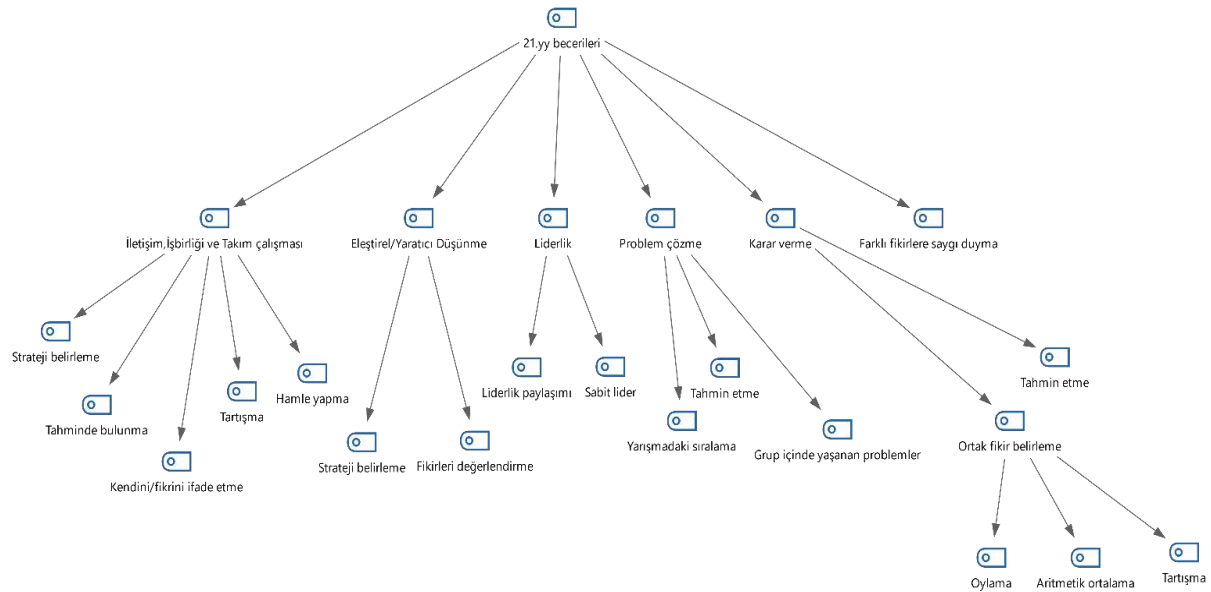 21.yy becerileri
İletişim,İşbirliği ve Takım çalışması
Eleştirel/Yaratıcı Düşünme
Liderlik
Problem çözme
Karar verme
Farklı fikirlere saygı duyma
Strateji belirleme
Tahminde bulunma
Kendini/fikrini ifade etme
Tartışma
Hamle yapma
Strateji belirleme
Fikirleri değerlendirme
Liderlik paylaşımı
Sabit lider
Yarışmadaki sıralama
Tahmin etme
Grup içinde yaşanan problemler
Ortak fikir belirleme
Tahmin etme
Oylama
Aritmetik ortalama
Tartışma